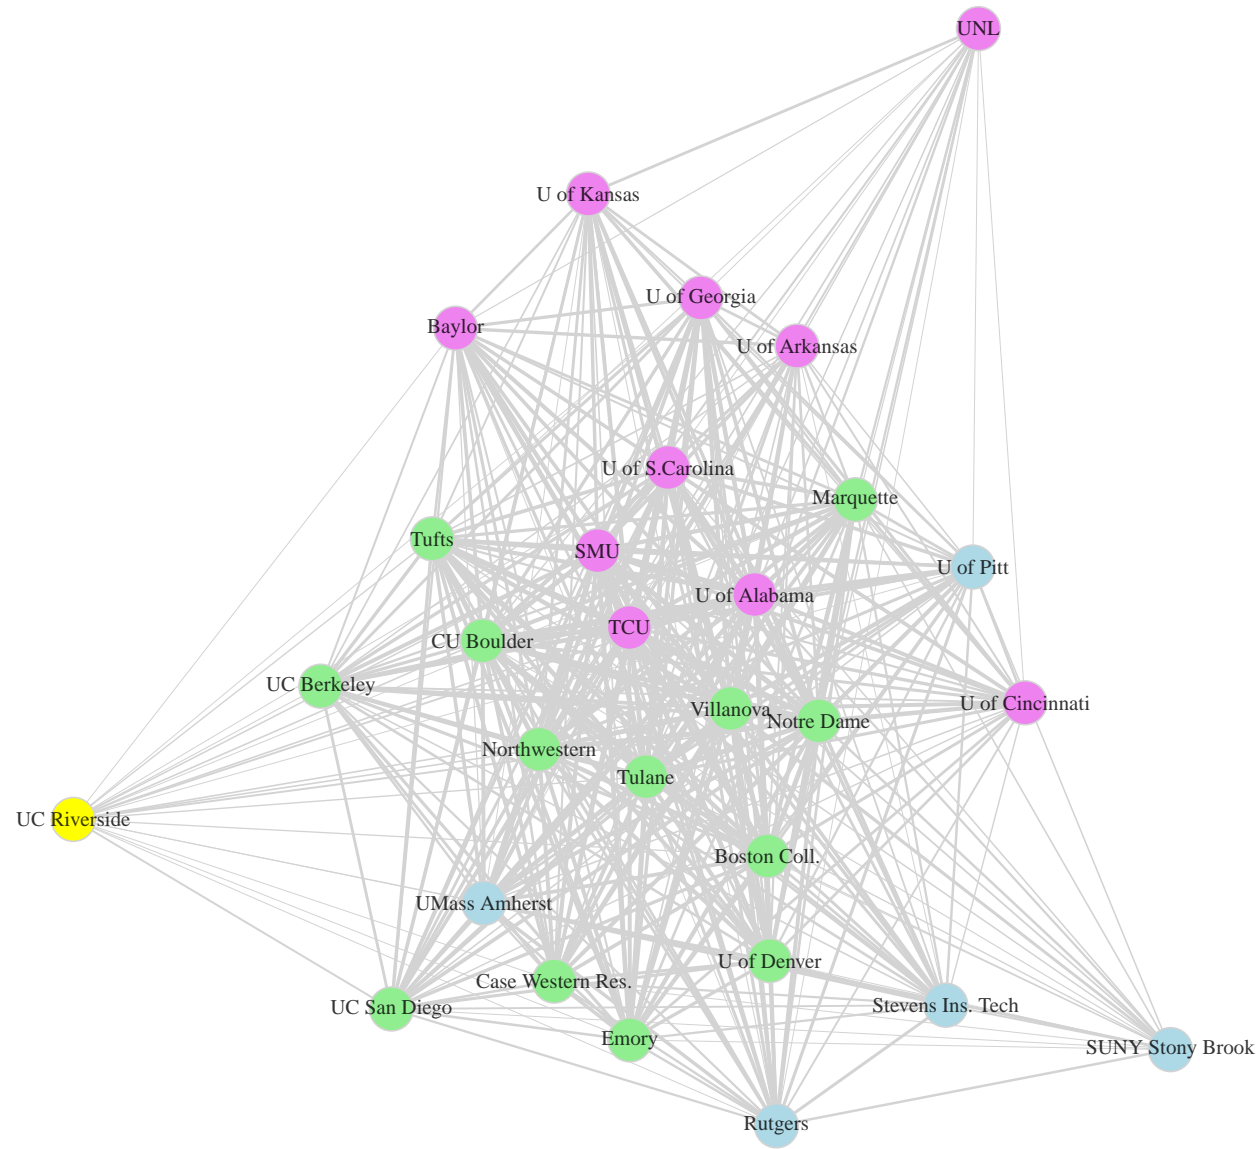 UNL
U of Kansas
U of Georgia
Baylor
U of Arkansas
U of S.Carolina
Marquette
Tufts
SMU
U of Pitt
U of Alabama
TCU
CU Boulder
UC Berkeley
U of Cincinnati
Villanova
Notre Dame
Northwestern
Tulane
UC Riverside
Boston Coll.
UMass Amherst
U of Denver
Case Western Res.
UC San Diego
Stevens Ins. Tech
Emory
SUNY Stony Brook
Rutgers